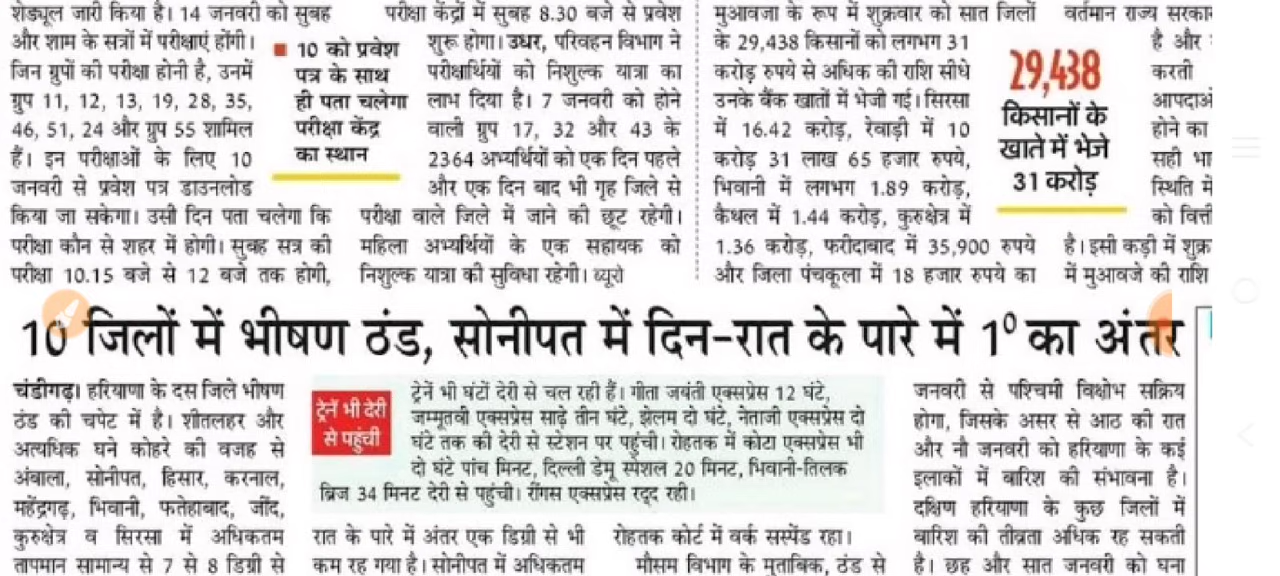 शेड्यूल जारी किया है। 14 जनवरी को सुबह
और शाम के सत्रों में परीक्षाएं होंगी।
जिन ग्रुपों की परीक्षा होनी है, उनमें
ग्रुप 11, 12, 13, 19, 28, 35,
46, 51, 24 और ग्रुप 55 शामिल
हैं। इन परीक्षाओं के लिए 10
जनवरी से प्रवेश पत्र डाउनलोड
किया जा सकेगा। उसी दिन पता चलेगा कि
परीक्षा कौन से शहर में होगी। सुबह सत्र की
परीक्षा 10.15 बजे से 12 बजे तक होगी,
10 को प्रवेश
पत्र के साथ
ही पता चलेगा
परीक्षा केंद्र
का स्थान
परीक्षा केंद्रों में सुबह 8.30 बजे से प्रवेश
शुरू होगा। उधर, परिवहन विभाग ने
परीक्षार्थियों को निशुल्क यात्रा का
लाभ दिया है। 7 जनवरी को होने
वाली ग्रुप 17, 32 और 43 के
2364 अभ्यर्थियों को एक दिन पहले
और एक दिन बाद भी गृह जिले से
परीक्षा वाले जिले में जाने की छूट रहेगी।
महिला अभ्यर्थियों के एक सहायक को
निशुल्क यात्रा की सुविधा रहेगी। ब्यूरो
मुआवजा के रूप में शुक्रवार को सात जिलों
के 29,438 किसानों को लगभग 31
करोड़ रुपये से अधिक की राशि सीधे
उनके बैंक खातों में भेजी गई। सिरसा
में 16.42 करोड़, रेवाड़ी में 10
करोड़ 31 लाख 65 हजार रुपये,
भिवानी में लगभग 1.89 करोड़,
कैथल में 1.44 करोड़, कुरुक्षेत्र में
1.36 करोड़, फरीदाबाद में 35,900 रुपये
और जिला पंचकूला में 18 हजार रुपये का
29,438
किसानों के
खाते में भेजे
31 करोड़
वर्तमान राज्य सरका
है और
करती
आपदाओं
होने का
सही भा
स्थिति में
को वित्ती
है। इसी कड़ी में शुक्र
में मुआवजे की राशि
10 जिलों में भीषण ठंड, सोनीपत में दिन-रात के पारे में 1⁰ का अंतर
चंडीगढ़। हरियाणा के दस जिले भीषण
ठंड की चपेट में है। शीतलहर और
अत्यधिक घने कोहरे की वजह से
अंबाला, सोनीपत, हिसार, करनाल,
महेंद्रगढ़, भिवानी, फतेहाबाद, जींद,
कुरुक्षेत्र व सिरसा में अधिकतम
तापमान सामान्य से 7 से 8 डिग्री से
ट्रेनें भी देरी
से पहुंची
ट्रेनें भी घंटों देरी से चल रही हैं। गीता जयंती एक्सप्रेस 12 घंटे,
जम्मूतवी एक्सप्रेस साढ़े तीन घंटे, झेलम दो घंटे, नेताजी एक्सप्रेस दो
घंटे तक की देरी से स्टेशन पर पहुंची। रोहतक में कोटा एक्सप्रेस भी
दो घंटे पांच मिनट, दिल्ली डेमू स्पेशल 20 मिनट, भिवानी-तिलक
ब्रिज 34 मिनट देरी से पहुंची। रींगस एक्सप्रेस रद्द रही।
रात के पारे में अंतर एक डिग्री से भी
कम रह गया है। सोनीपत में अधिकतम
रोहतक कोर्ट में वर्क सस्पेंड रहा।
मौसम विभाग के मुताबिक, ठंड से
जनवरी से पश्चिमी विक्षोभ सक्रिय
होगा, जिसके असर से आठ की रात
और नौ जनवरी को हरियाणा के कई
इलाकों में बारिश की संभावना है।
दक्षिण हरियाणा के कुछ जिलों में
बारिश की तीव्रता अधिक रह सकती
है। छह और सात जनवरी को घना